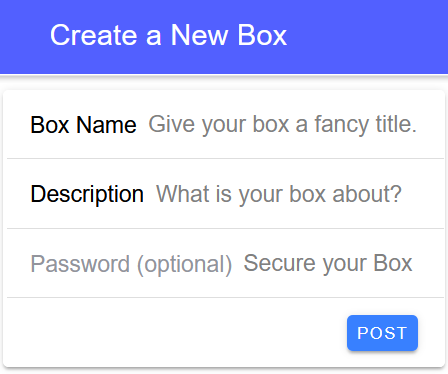 Create a New Box
Box Name Give your box a fancy title.
Description What is your box about?
Password (optional) Secure your Box
POST